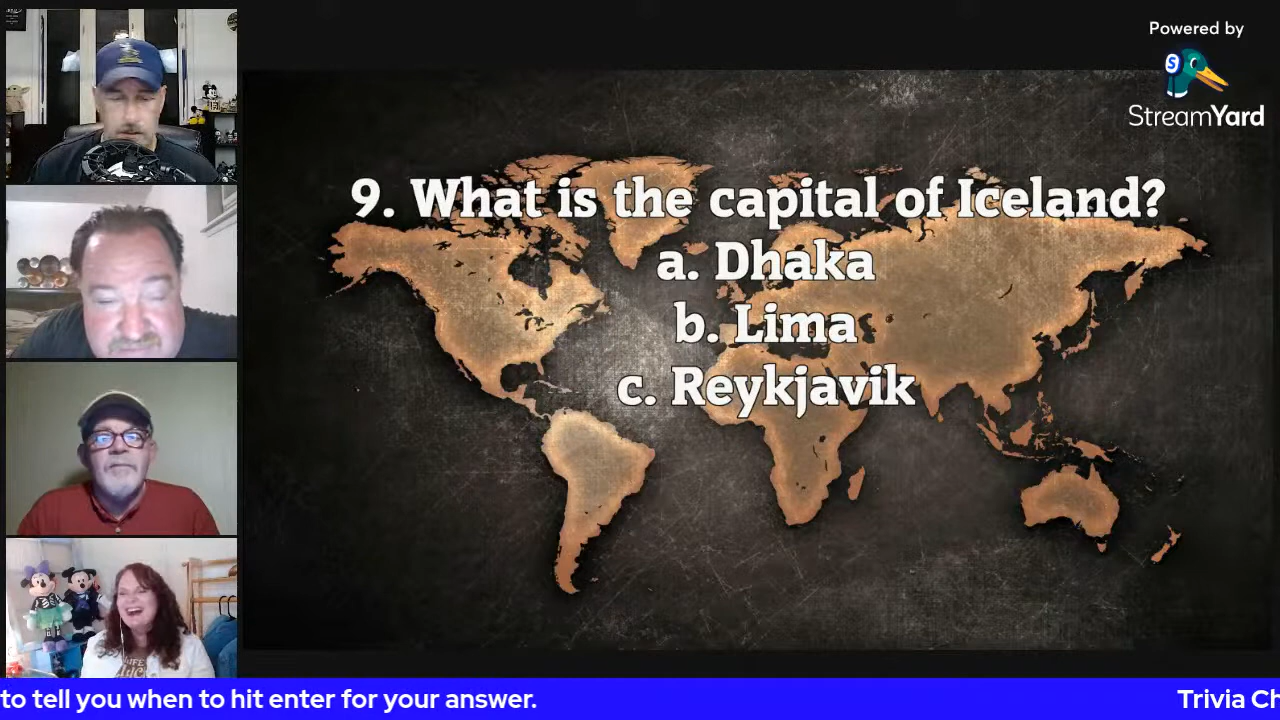 Powered by
StreamYard
9. What is the capital of Iceland?
a. Dhaka
b. Lima
c. Reykjavik
to tell you when to hit enter for your answer.
Trivia Ch